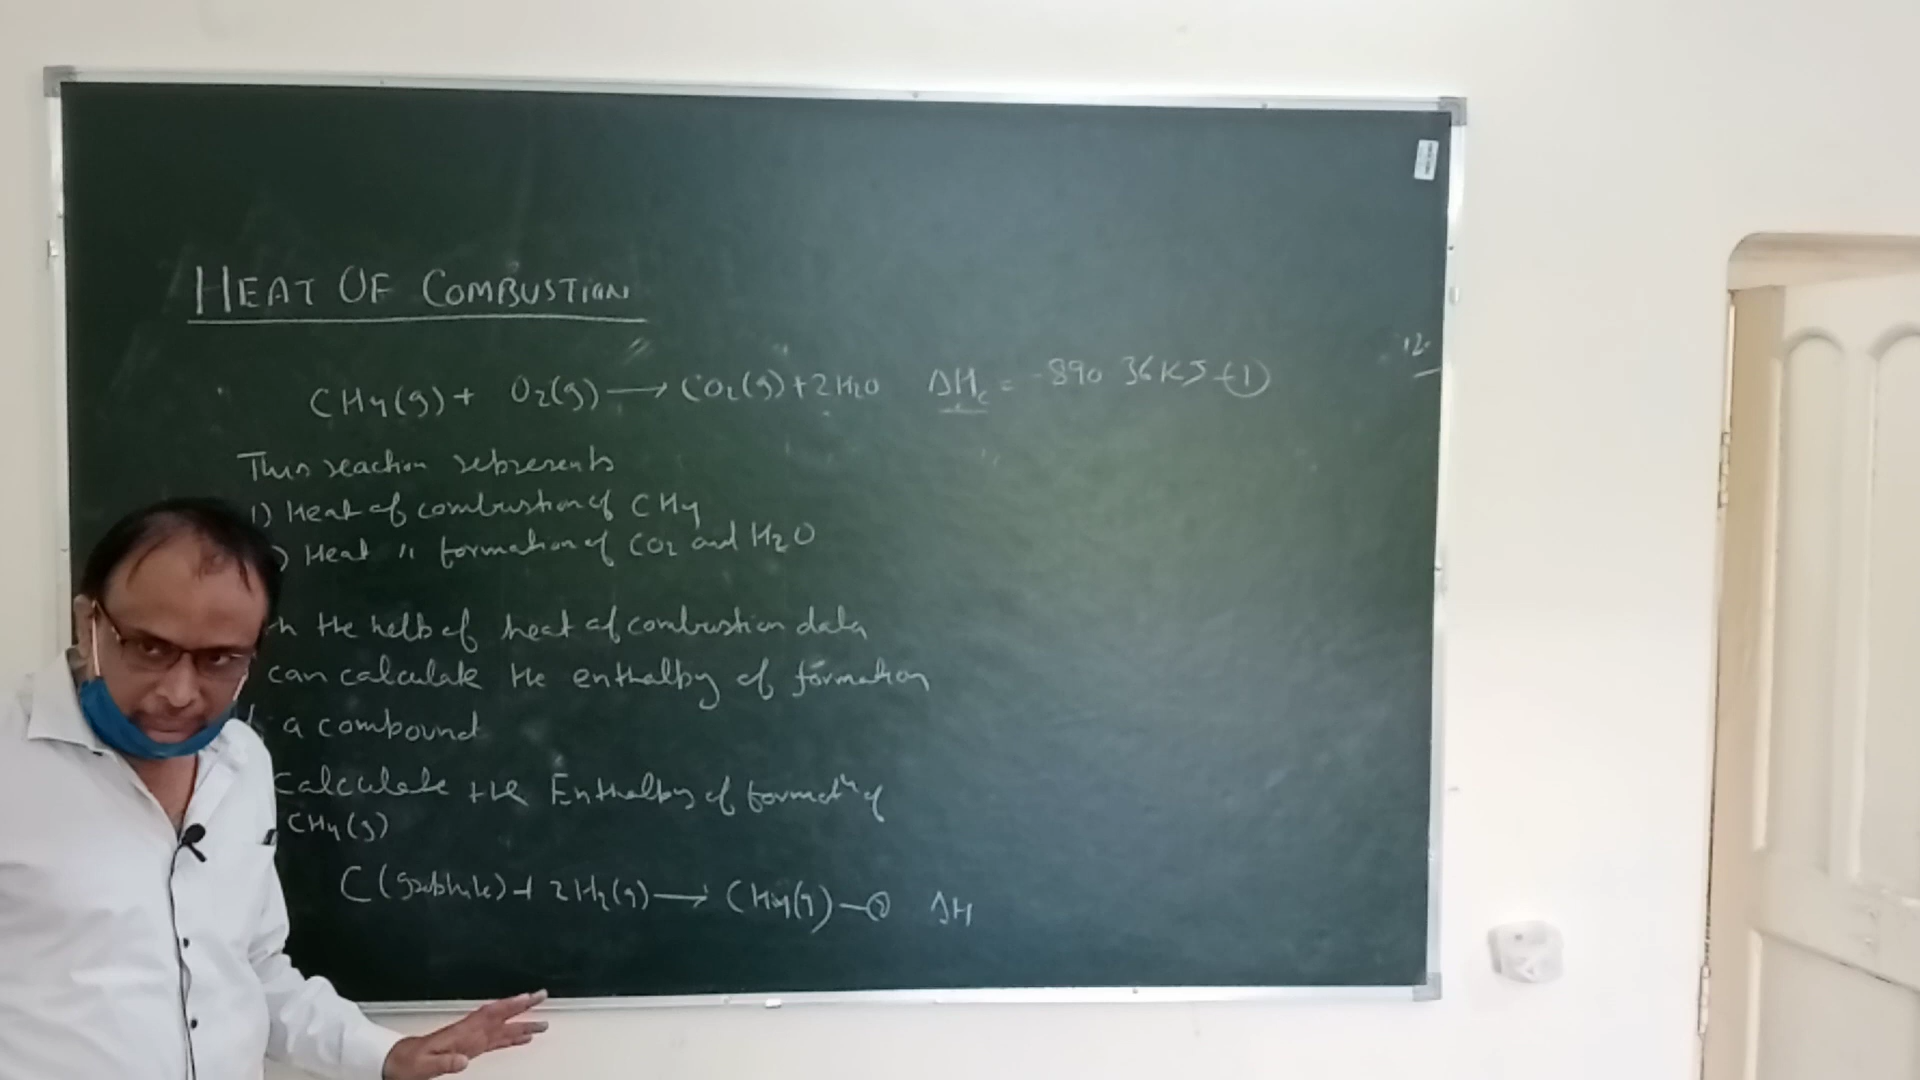 HEAT OF COMBUSTION
CH4(g) + O2(g) ⟶ CO2(g) + 2H2O ΔHc = -890 36 KJ -①
12.
This reaction represents
1) Heat of combustion of CH4
) Heat " formation of CO2 and H2O
the help of heat of combustion data
can calculate the enthalpy of formation
a compound
Calculate the Enthalpy of formatn of
CH4(g)
C (graphite) + 2H2(g) ⟶ CH4(g) -② ΔH